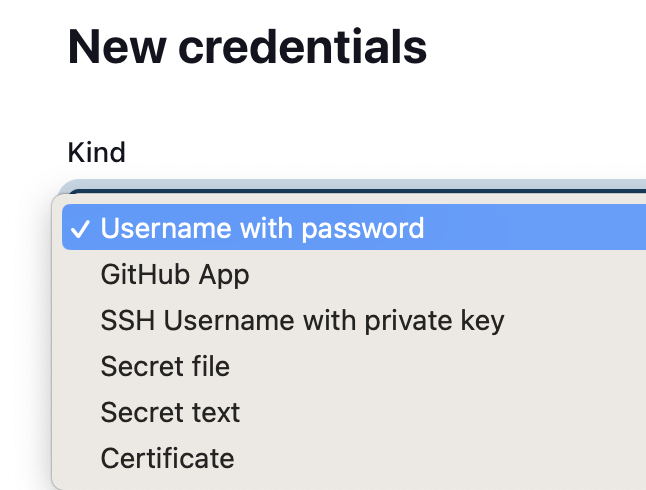 New credentials
Kind
✓ Username with password
GitHub App
SSH Username with private key
Secret file
Secret text
Certificate